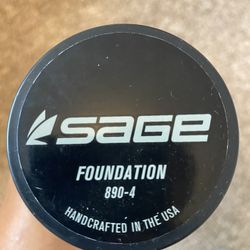 SAGE
FOUNDATION
890-4
HANDCRAFTED IN THE USA